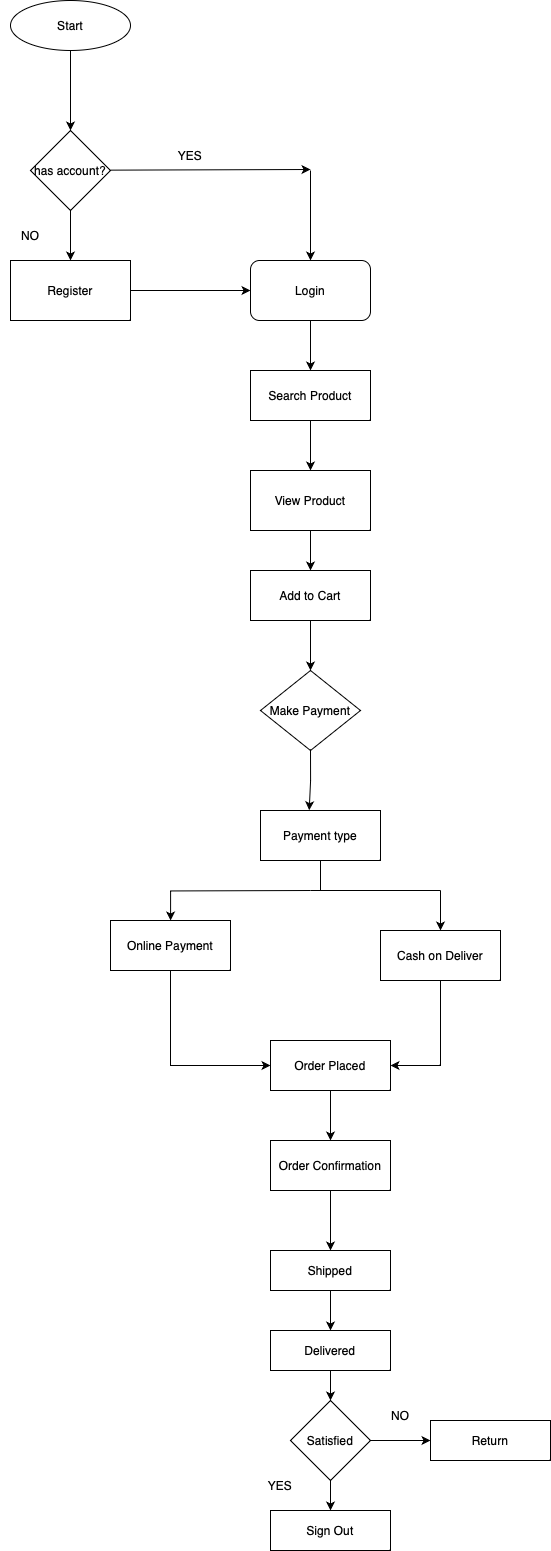 Start
has account?
YES
NO
Register
Login
Search Product
View Product
Add to Cart
Make Payment
Payment type
Online Payment
Cash on Deliver
Order Placed
Order Confirmation
Shipped
Delivered
Satisfied
NO
Return
YES
Sign Out